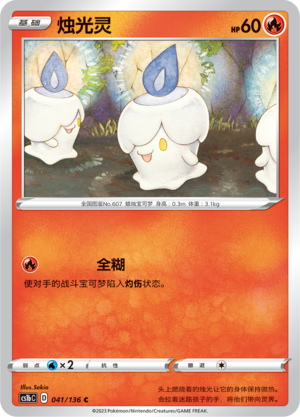 基础
烛光灵
HP60
全国图鉴No.607 蜡烛宝可梦 身高：0.3m 体重：3.1kg
全糊
使对手的战斗宝可梦陷入灼伤状态。
弱点 ×2 抗性 撤退
Illus.Sekio
cs1bC D 041/136 C
头上燃烧着的烛光让它的身体保持微热。
会拉着迷路孩子的手，将他们带向灵界。
©2023 Pokémon/Nintendo/Creatures/GAME FREAK.